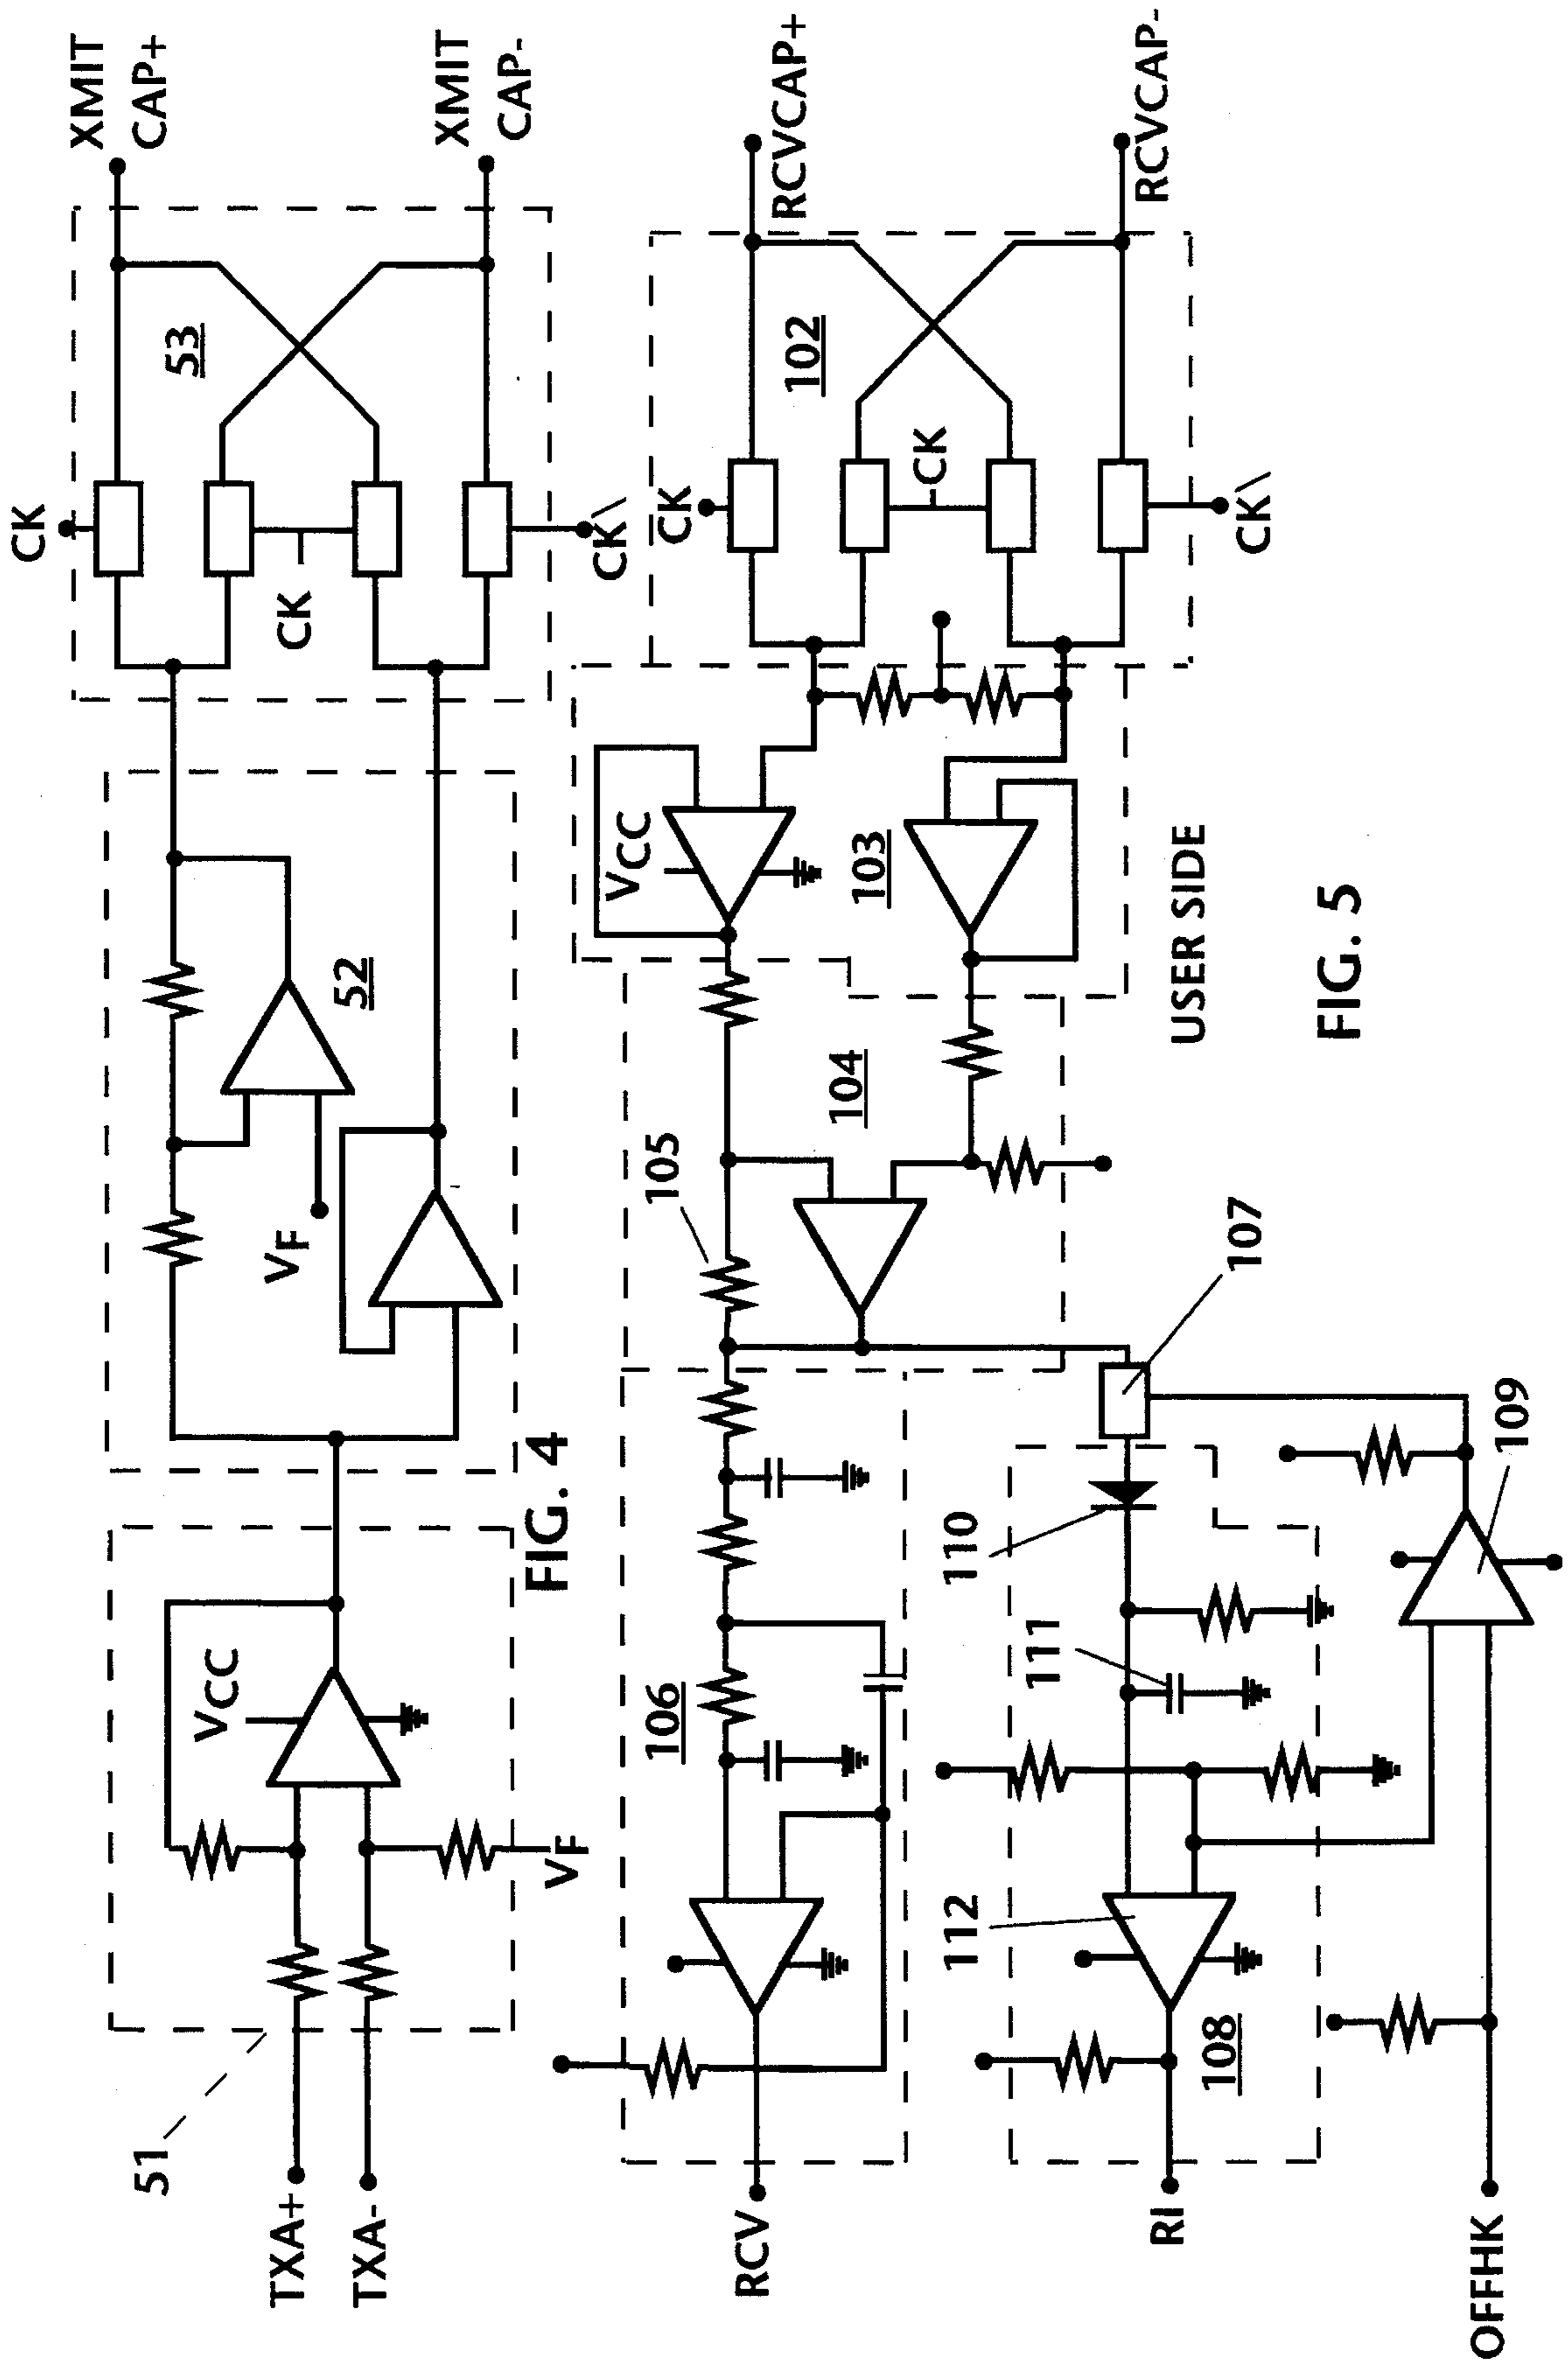 51
TXA+
TXA-
VCC
VF
VF
52
53
CK
CK
CK\
XMIT
CAP+
XMIT
CAP-
FIG. 4
RCV
106
105
104
VCC
103
102
CK
CK
CK\
RCVCAP+
RCVCAP-
USER SIDE
RI
108
112
111
110
107
109
OFFHK
FIG. 5